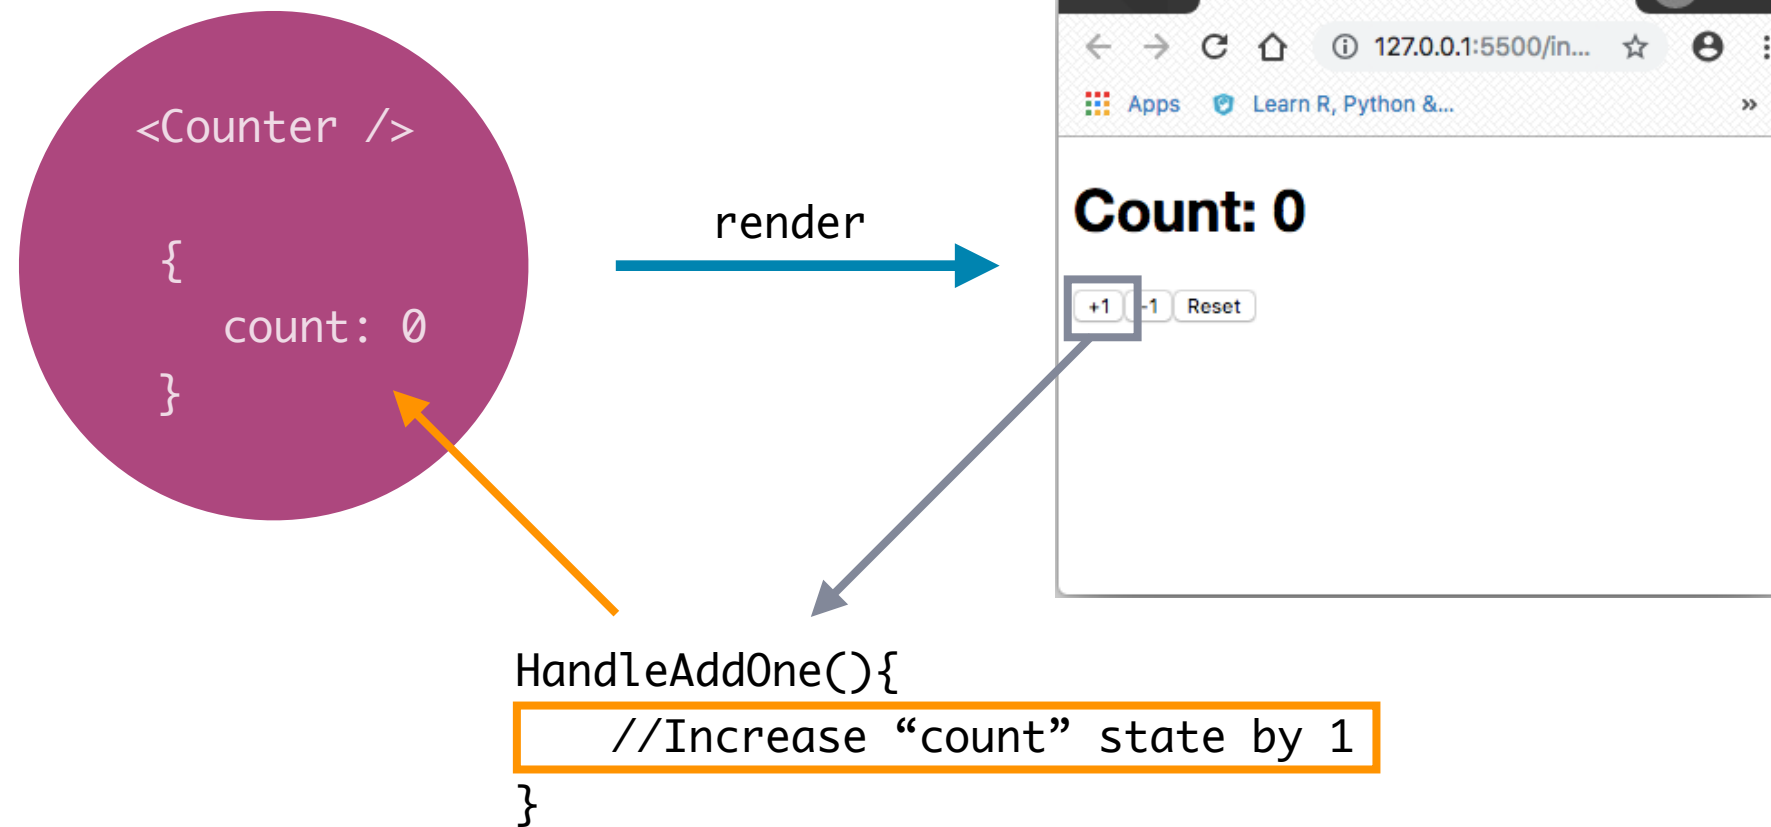 <Counter />
{
count: 0
}
render
127.0.0.1:5500/in...
Apps Learn R, Python &...
Count: 0
+1 -1 Reset
HandleAddOne(){
//Increase “count” state by 1
}